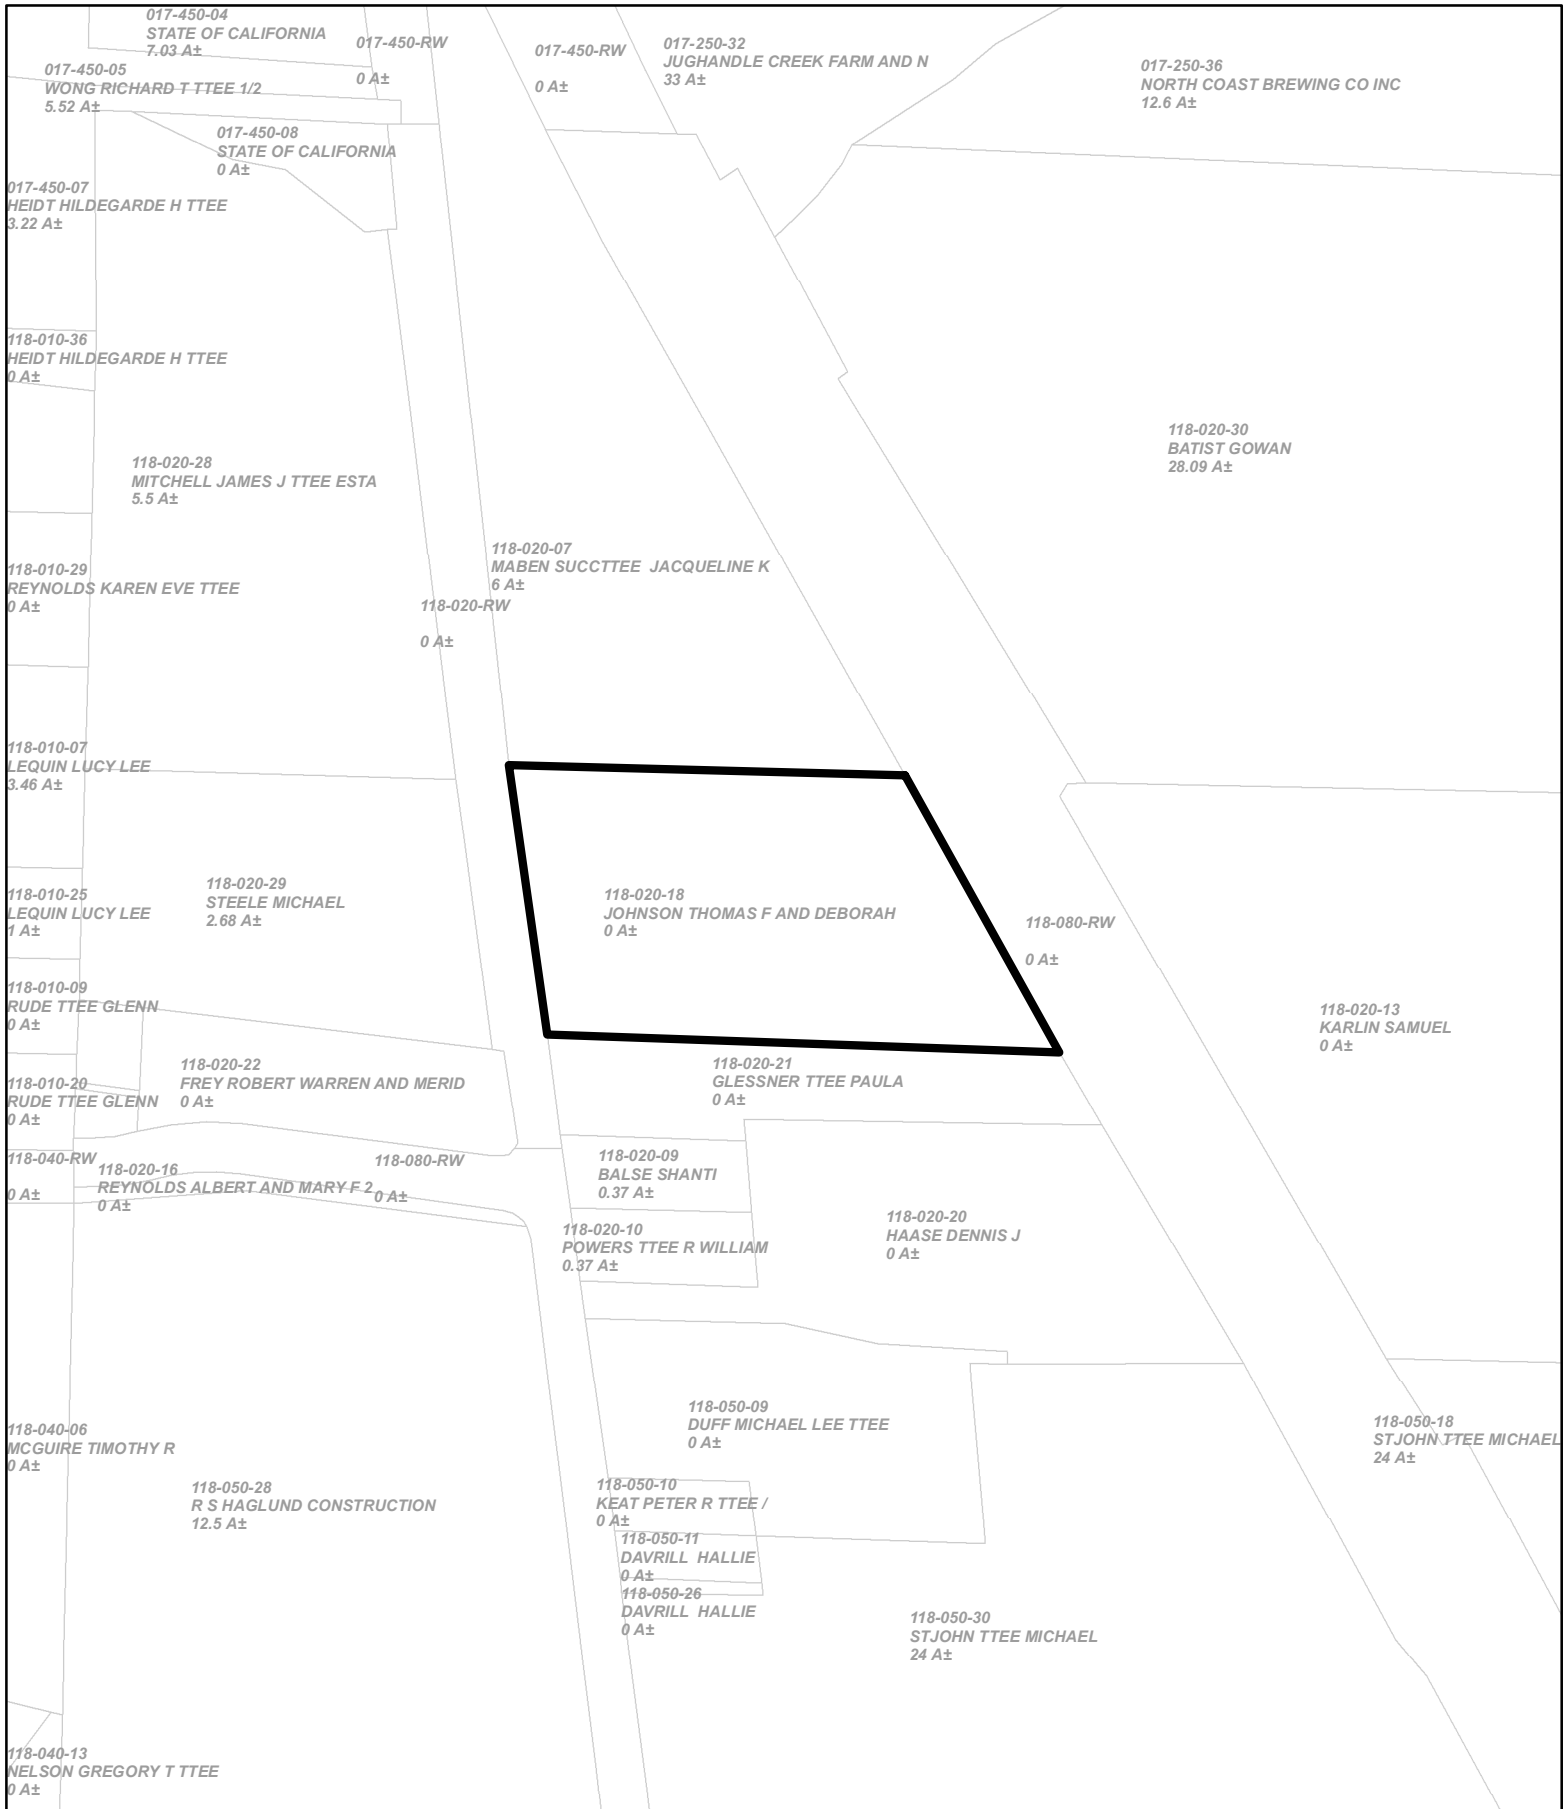 017-450-04
STATE OF CALIFORNIA
7.03 A±
017-450-RW
0 A±
017-450-RW
0 A±
017-250-32
JUGHANDLE CREEK FARM AND N
33 A±
017-250-36
NORTH COAST BREWING CO INC
12.6 A±
017-450-05
WONG RICHARD T TTEE 1/2
5.52 A±
017-450-08
STATE OF CALIFORNIA
0 A±
017-450-07
HEIDT HILDEGARDE H TTEE
3.22 A±
118-010-36
HEIDT HILDEGARDE H TTEE
0 A±
118-020-28
MITCHELL JAMES J TTEE ESTA
5.5 A±
118-020-30
BATIST GOWAN
28.09 A±
118-020-07
MABEN SUCCTTEE  JACQUELINE K
6 A±
118-010-29
REYNOLDS KAREN EVE TTEE
0 A±
118-020-RW
0 A±
118-010-07
LEQUIN LUCY LEE
3.46 A±
118-020-29
STEELE MICHAEL
2.68 A±
118-010-25
LEQUIN LUCY LEE
1 A±
118-020-18
JOHNSON THOMAS F AND DEBORAH
0 A±
118-080-RW
0 A±
118-010-09
RUDE TTEE GLENN
0 A±
118-020-13
KARLIN SAMUEL
0 A±
118-020-22
FREY ROBERT WARREN AND MERID
0 A±
118-020-21
GLESSNER TTEE PAULA
0 A±
118-010-20
RUDE TTEE GLENN
0 A±
118-040-RW
0 A±
118-020-16
REYNOLDS ALBERT AND MARY F 2
0 A±
118-080-RW
0 A±
118-020-09
BALSE SHANTI
0.37 A±
118-020-10
POWERS TTEE R WILLIAM
0.37 A±
118-020-20
HAASE DENNIS J
0 A±
118-050-09
DUFF MICHAEL LEE TTEE
0 A±
118-050-18
STJOHN TTEE MICHAEL
24 A±
118-040-06
MCGUIRE TIMOTHY R
0 A±
118-050-28
R S HAGLUND CONSTRUCTION
12.5 A±
118-050-10
KEAT PETER R TTEE /
0 A±
118-050-11
DAVRILL  HALLIE
0 A±
118-050-26
DAVRILL  HALLIE
0 A±
118-050-30
STJOHN TTEE MICHAEL
24 A±
118-040-13
NELSON GREGORY T TTEE
0 A±